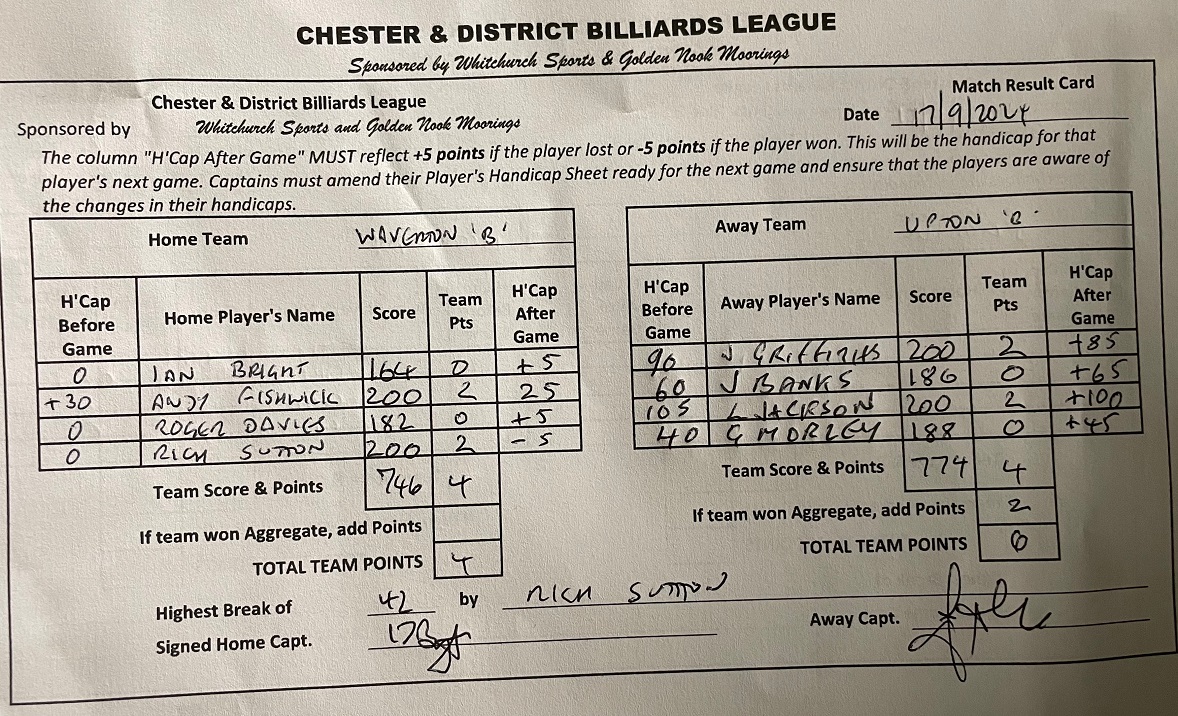 CHESTER & DISTRICT BILLIARDS LEAGUE
Sponsored by Whitchurch Sports & Golden Nook Moorings
Chester & District Billiards League
Match Result Card
Sponsored by Whitchurch Sports and Golden Nook Moorings
Date 17/9/2024
The column "H'Cap After Game" MUST reflect +5 points if the player lost or -5 points if the player won. This will be the handicap for that
player's next game. Captains must amend their Player's Handicap Sheet ready for the next game and ensure that the players are aware of
the changes in their handicaps.
Home Team WAVERTON 'B'
H'Cap Before Game Home Player's Name Score Team Pts H'Cap After Game
0 IAN BRIGHT 164 0 +5
+30 ANDY FISHWICK 200 2 25
0 ROGER DAVIES 182 0 +5
0 RICH SUTTON 200 2 -5
Team Score & Points 746 4
If team won Aggregate, add Points
TOTAL TEAM POINTS 4
Away Team UPTON 'B'
H'Cap Before Game Away Player's Name Score Team Pts H'Cap After Game
90 J GRIFFITHS 200 2 +85
60 J BANKS 186 0 +65
105 L JACKSON 200 2 +100
40 G MORLEY 188 0 +45
Team Score & Points 774 4
If team won Aggregate, add Points 2
TOTAL TEAM POINTS 6
Highest Break of 42 by RICH SUTTON
Signed Home Capt.
Away Capt.